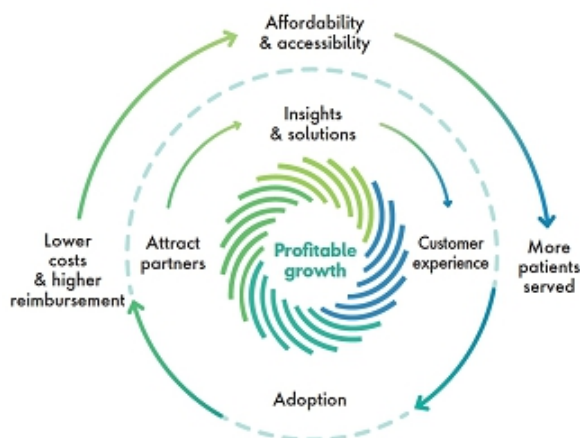 Affordability
& accessibility
Insights
& solutions
Lower
costs
& higher
reimbursement
Attract
partners
Profitable
growth
Customer
experience
More
patients
served
Adoption